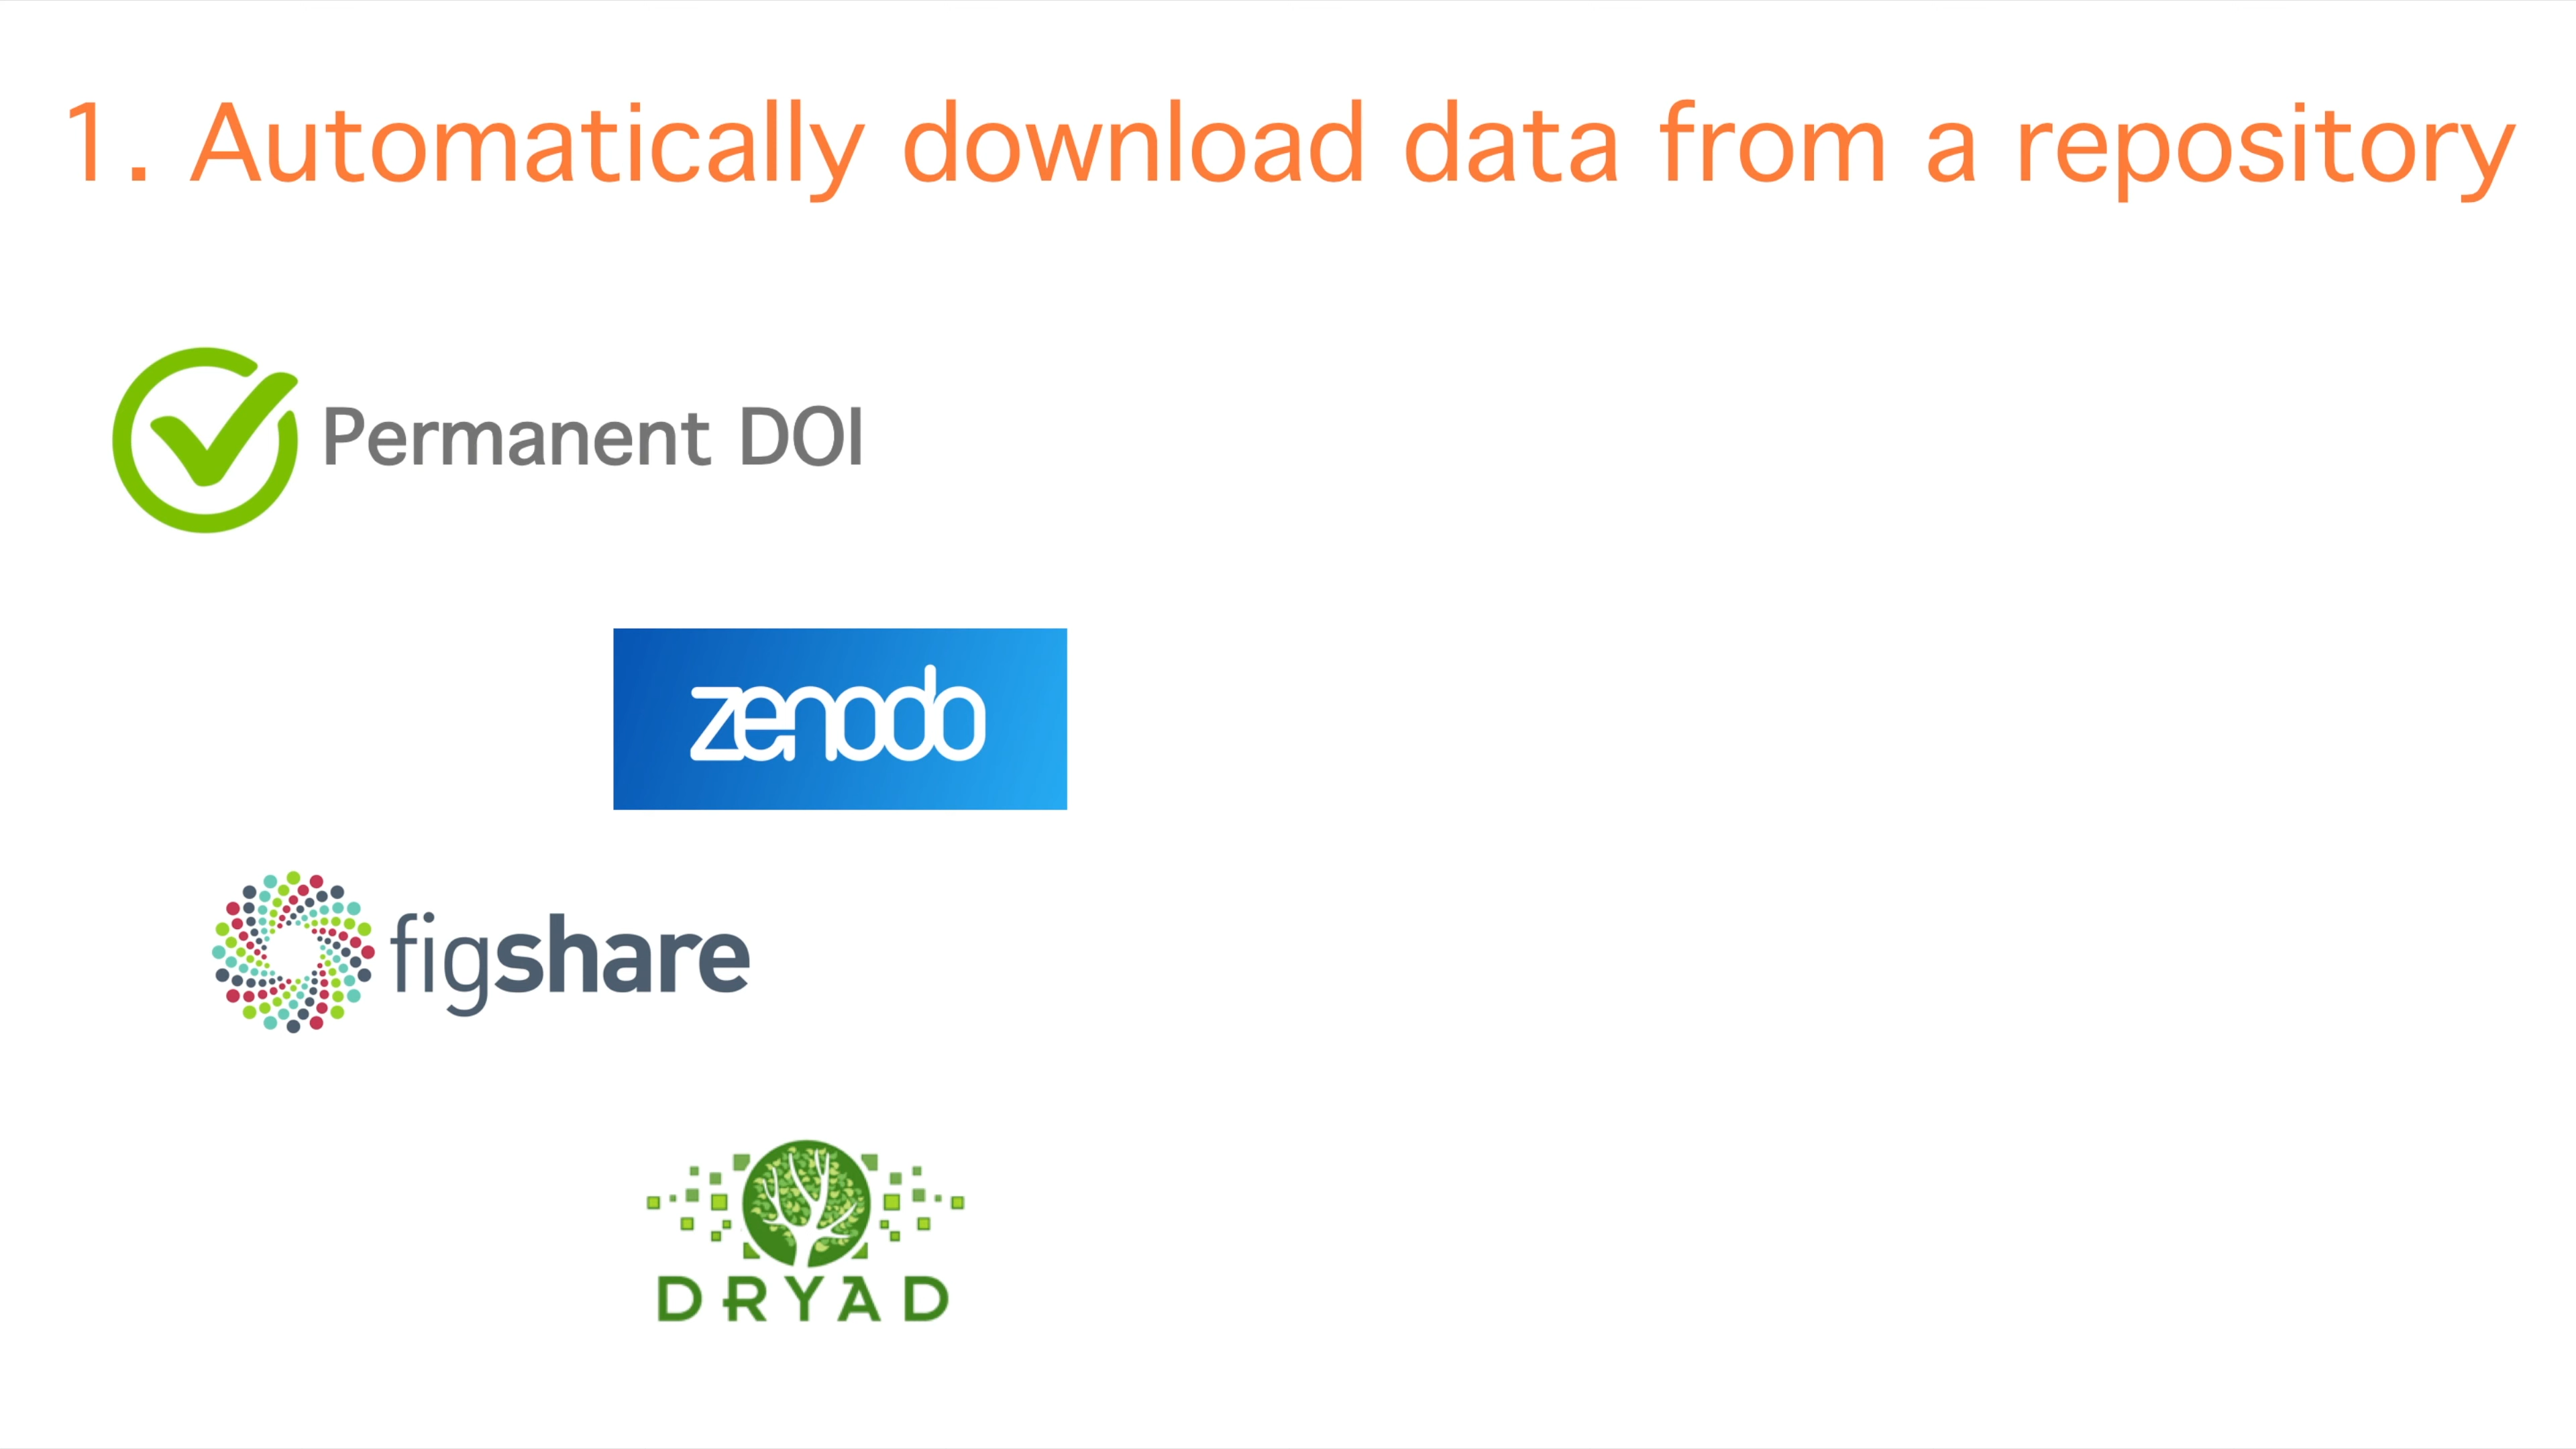 1. Automatically download data from a repository
Permanent DOI
zenodo
figshare
DRYAD